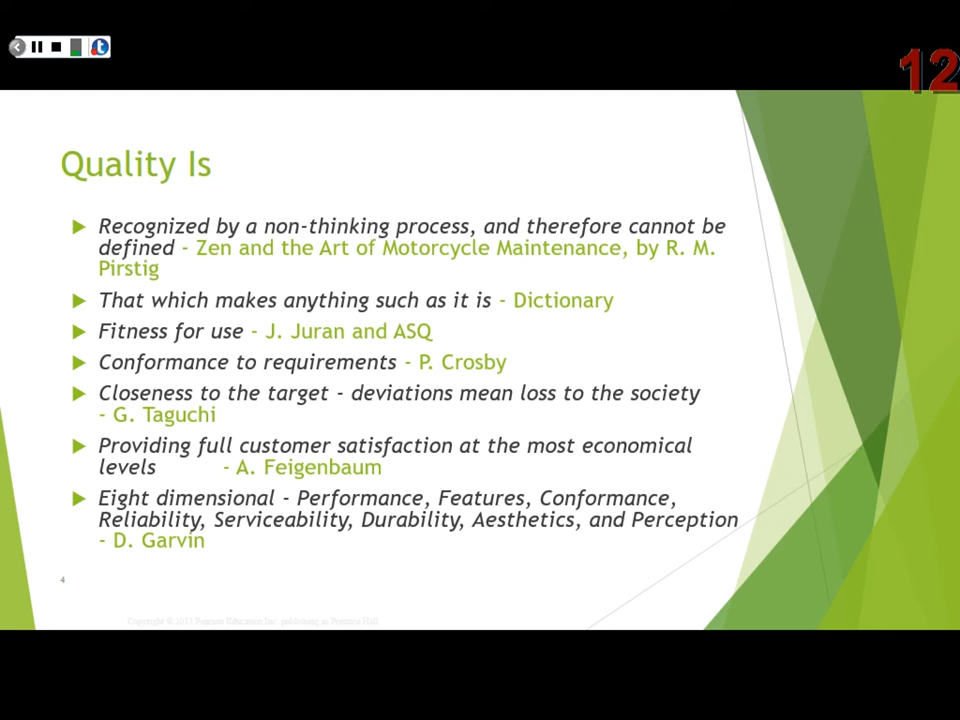 12
Quality Is
Recognized by a non-thinking process, and therefore cannot be
defined - Zen and the Art of Motorcycle Maintenance, by R. M.
Pirstig
That which makes anything such as it is - Dictionary
Fitness for use - J. Juran and ASQ
Conformance to requirements - P. Crosby
Closeness to the target - deviations mean loss to the society
- G. Taguchi
Providing full customer satisfaction at the most economical
levels - A. Feigenbaum
Eight dimensional - Performance, Features, Conformance,
Reliability, Serviceability, Durability, Aesthetics, and Perception
- D. Garvin
4
Copyright © 2013 Pearson Education Inc. publishing as Prentice Hall